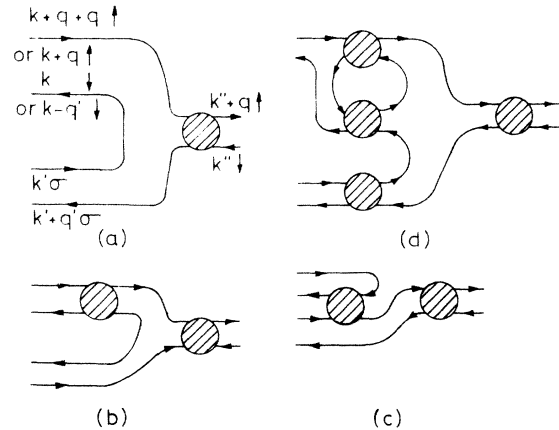 k+q+q ↑
or k+q ↑
k ↓
or k-q' ↓
k'σ
k'+q'σ
k''+q ↑
k'' ↓
(a)
(d)
(b)
(c)